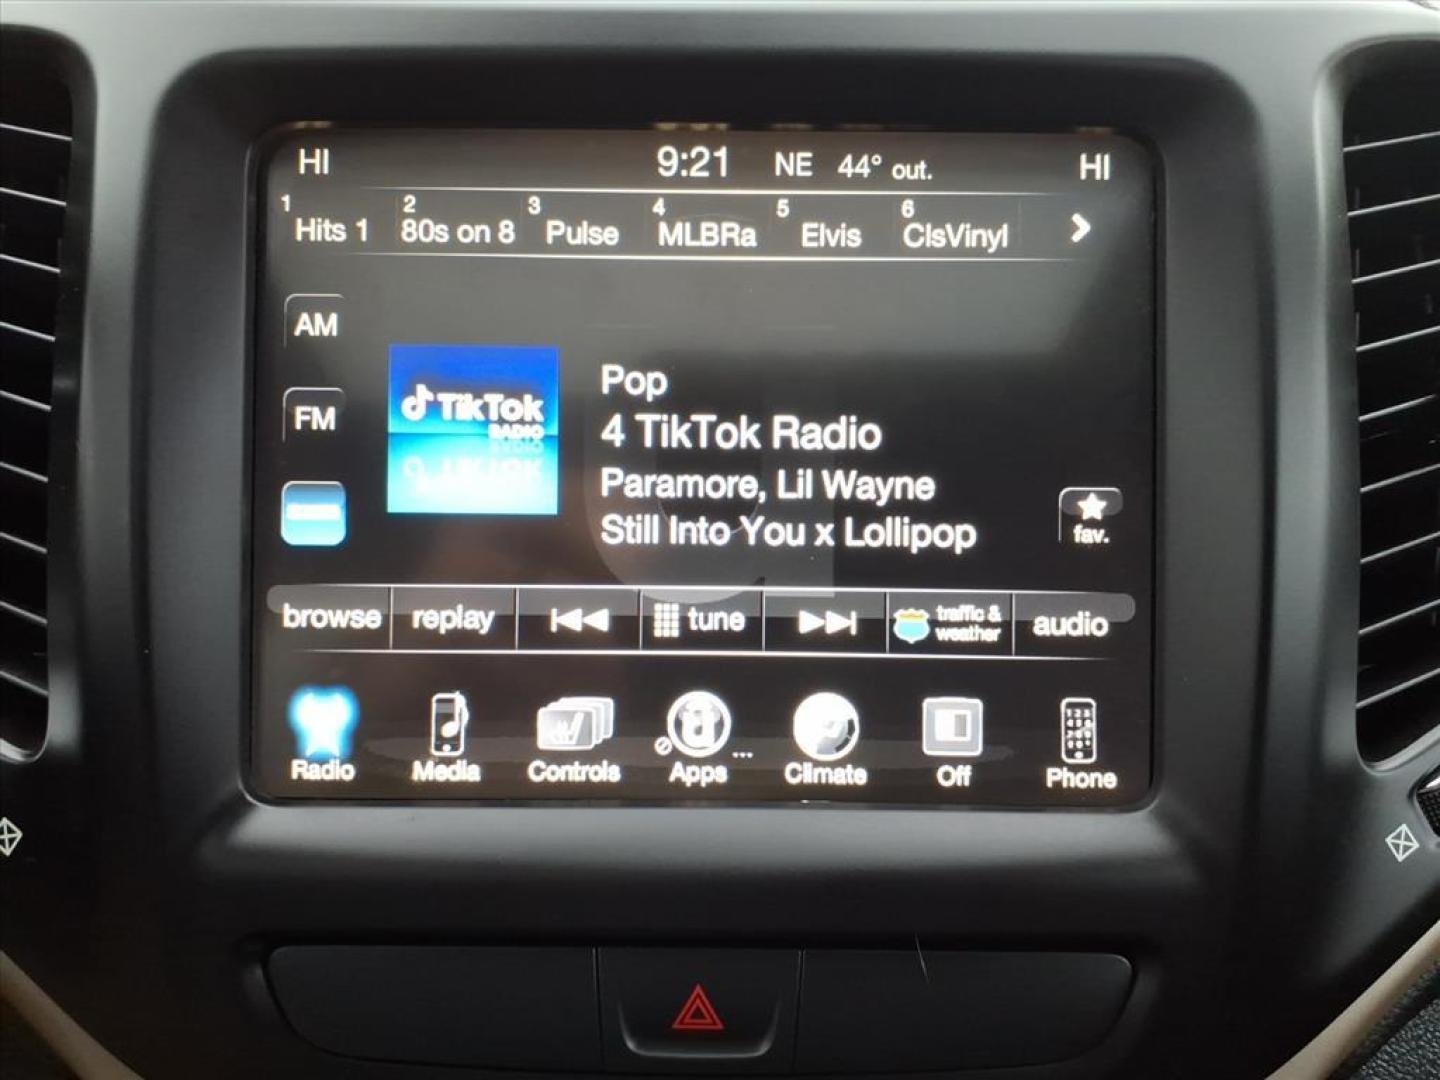 HI 9:21 NE 44° out. HI
1 Hits 1 2 80s on 8 3 Pulse 4 MLBRa 5 Elvis 6 ClsVinyl
AM
FM
TikTok
RADIO
Pop
4 TikTok Radio
Paramore, Lil Wayne
Still Into You x Lollipop
fav.
browse replay tune traffic & weather audio
Radio Media Controls Apps ... Climate Off Phone